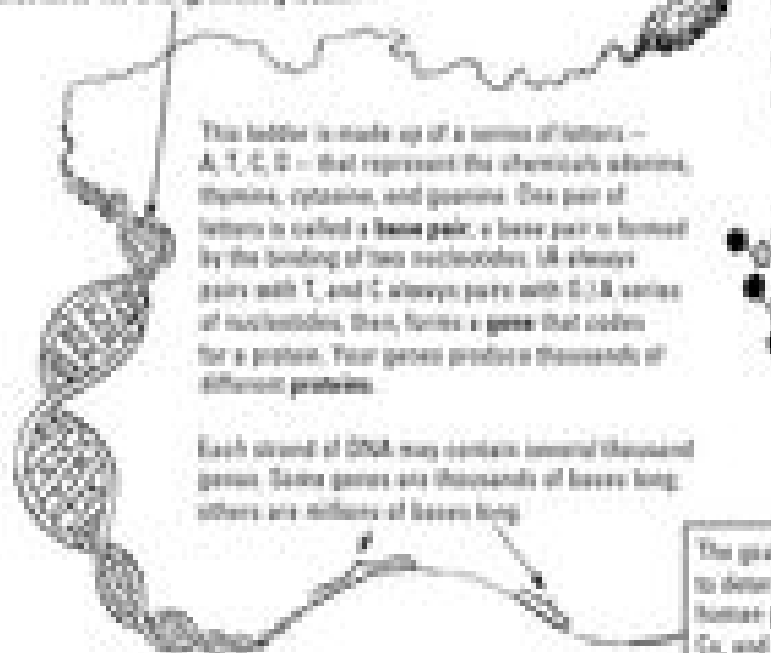 This ladder is made up of a series of letters —
A, T, C, G — that represent the chemicals adenine,
thymine, cytosine, and guanine. One pair of
letters is called a base pair; a base pair is formed
by the binding of two nucleotides. (A always
pairs with T, and C always pairs with G.) A series
of nucleotides, then, forms a gene that codes
for a protein. Your genes produce thousands of
different proteins.
Each strand of DNA may contain several thousand
genes. Some genes are thousands of bases long;
others are millions of bases long.
The
to
human
Co, and